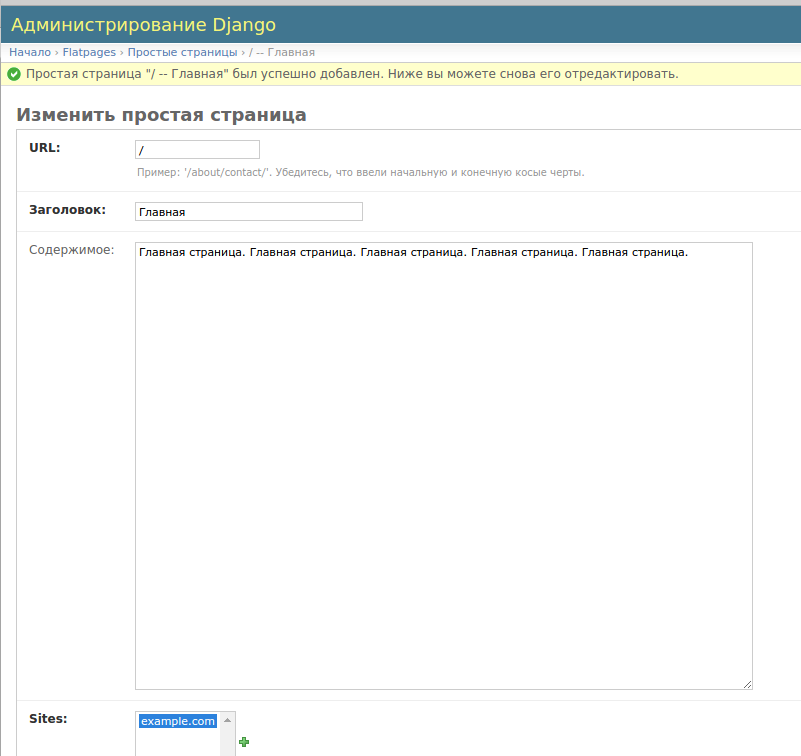 Администрирование Django
Начало › Flatpages › Простые страницы › / -- Главная
Простая страница "/ -- Главная" был успешно добавлен. Ниже вы можете снова его отредактировать.
Изменить простая страница
URL: /
Пример: '/about/contact/'. Убедитесь, что ввели начальную и конечную косые черты.
Заголовок: Главная
Содержимое: Главная страница. Главная страница. Главная страница. Главная страница. Главная страница.
Sites: example.com